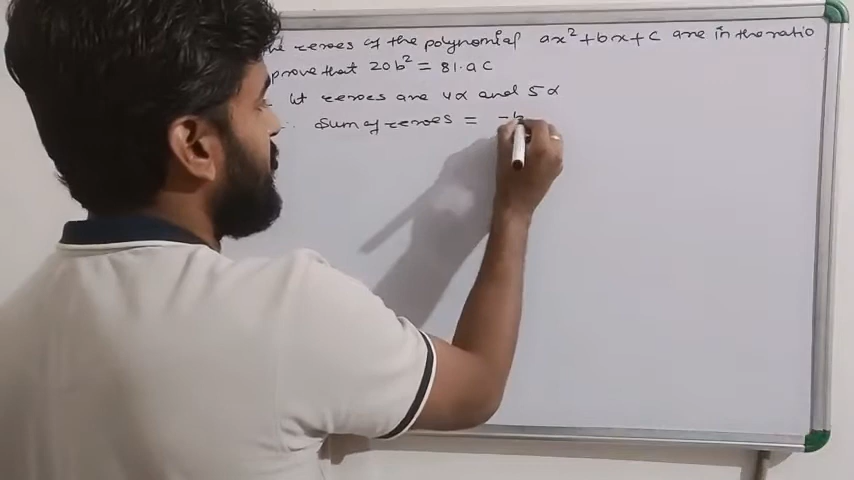 zeroes of the polynomial ax² + bx + c are in the ratio
prove that 20b² = 81.ac
let zeroes are 4α and 5α
∴ Sum of zeroes = -b